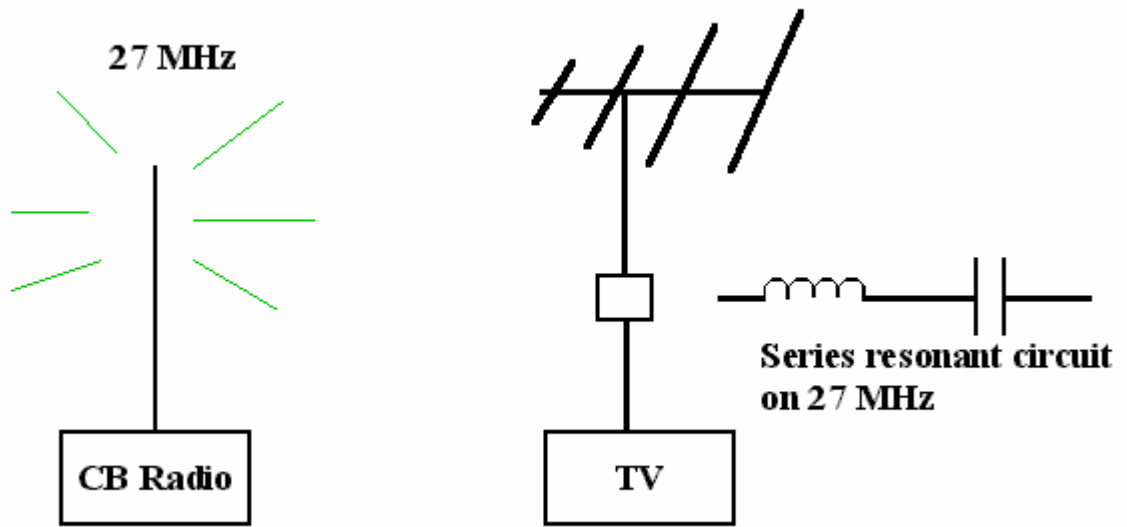 27 MHz
Series resonant circuit
on 27 MHz
CB Radio
TV